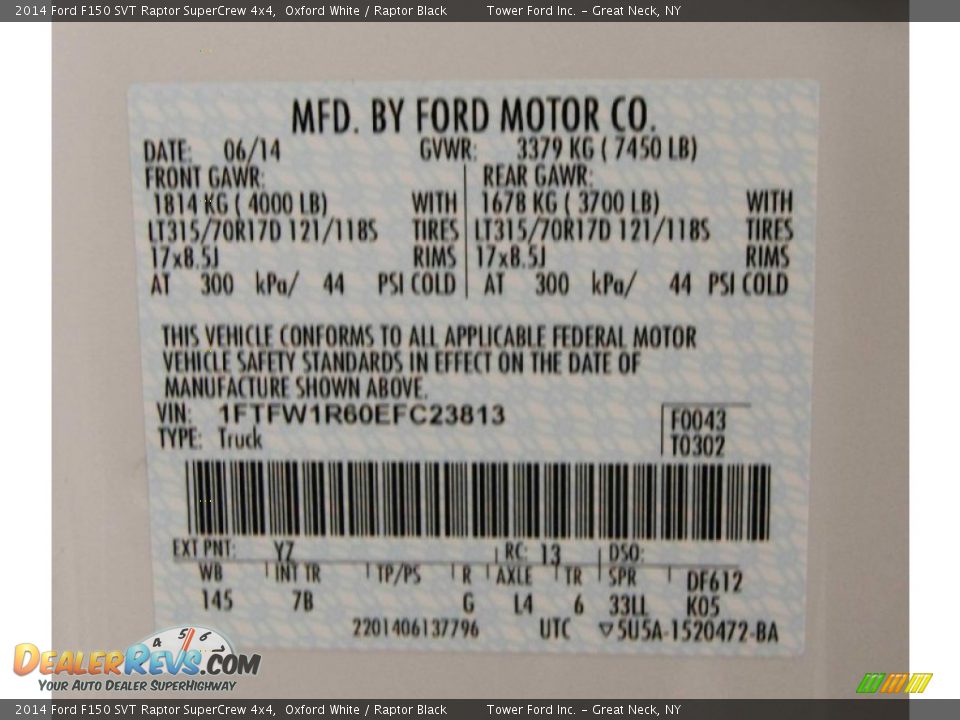 2014 Ford F150 SVT Raptor SuperCrew 4x4, Oxford White / Raptor Black Tower Ford Inc. - Great Neck, NY
MFD. BY FORD MOTOR CO.
DATE: 06/14 GVWR: 3379 KG ( 7450 LB)
FRONT GAWR: REAR GAWR:
1814 KG ( 4000 LB) WITH 1678 KG ( 3700 LB) WITH
LT315/70R17D 121/118S TIRES LT315/70R17D 121/118S TIRES
17x8.5J RIMS 17x8.5J RIMS
AT 300 kPa/ 44 PSI COLD AT 300 kPa/ 44 PSI COLD
THIS VEHICLE CONFORMS TO ALL APPLICABLE FEDERAL MOTOR
VEHICLE SAFETY STANDARDS IN EFFECT ON THE DATE OF
MANUFACTURE SHOWN ABOVE.
VIN: 1FTFW1R60EFC23813 F0043
TYPE: Truck T0302
EXT PNT: YZ RC: 13 DSO:
WB INT TR TP/PS R AXLE TR SPR DF612
145 7B G L4 6 33LL K05
2201406137796 UTC ▽5U5A-1520472-BA
4 5 6
DealerRevs.com
Your Auto Dealer SuperHighway
2014 Ford F150 SVT Raptor SuperCrew 4x4, Oxford White / Raptor Black Tower Ford Inc. - Great Neck, NY